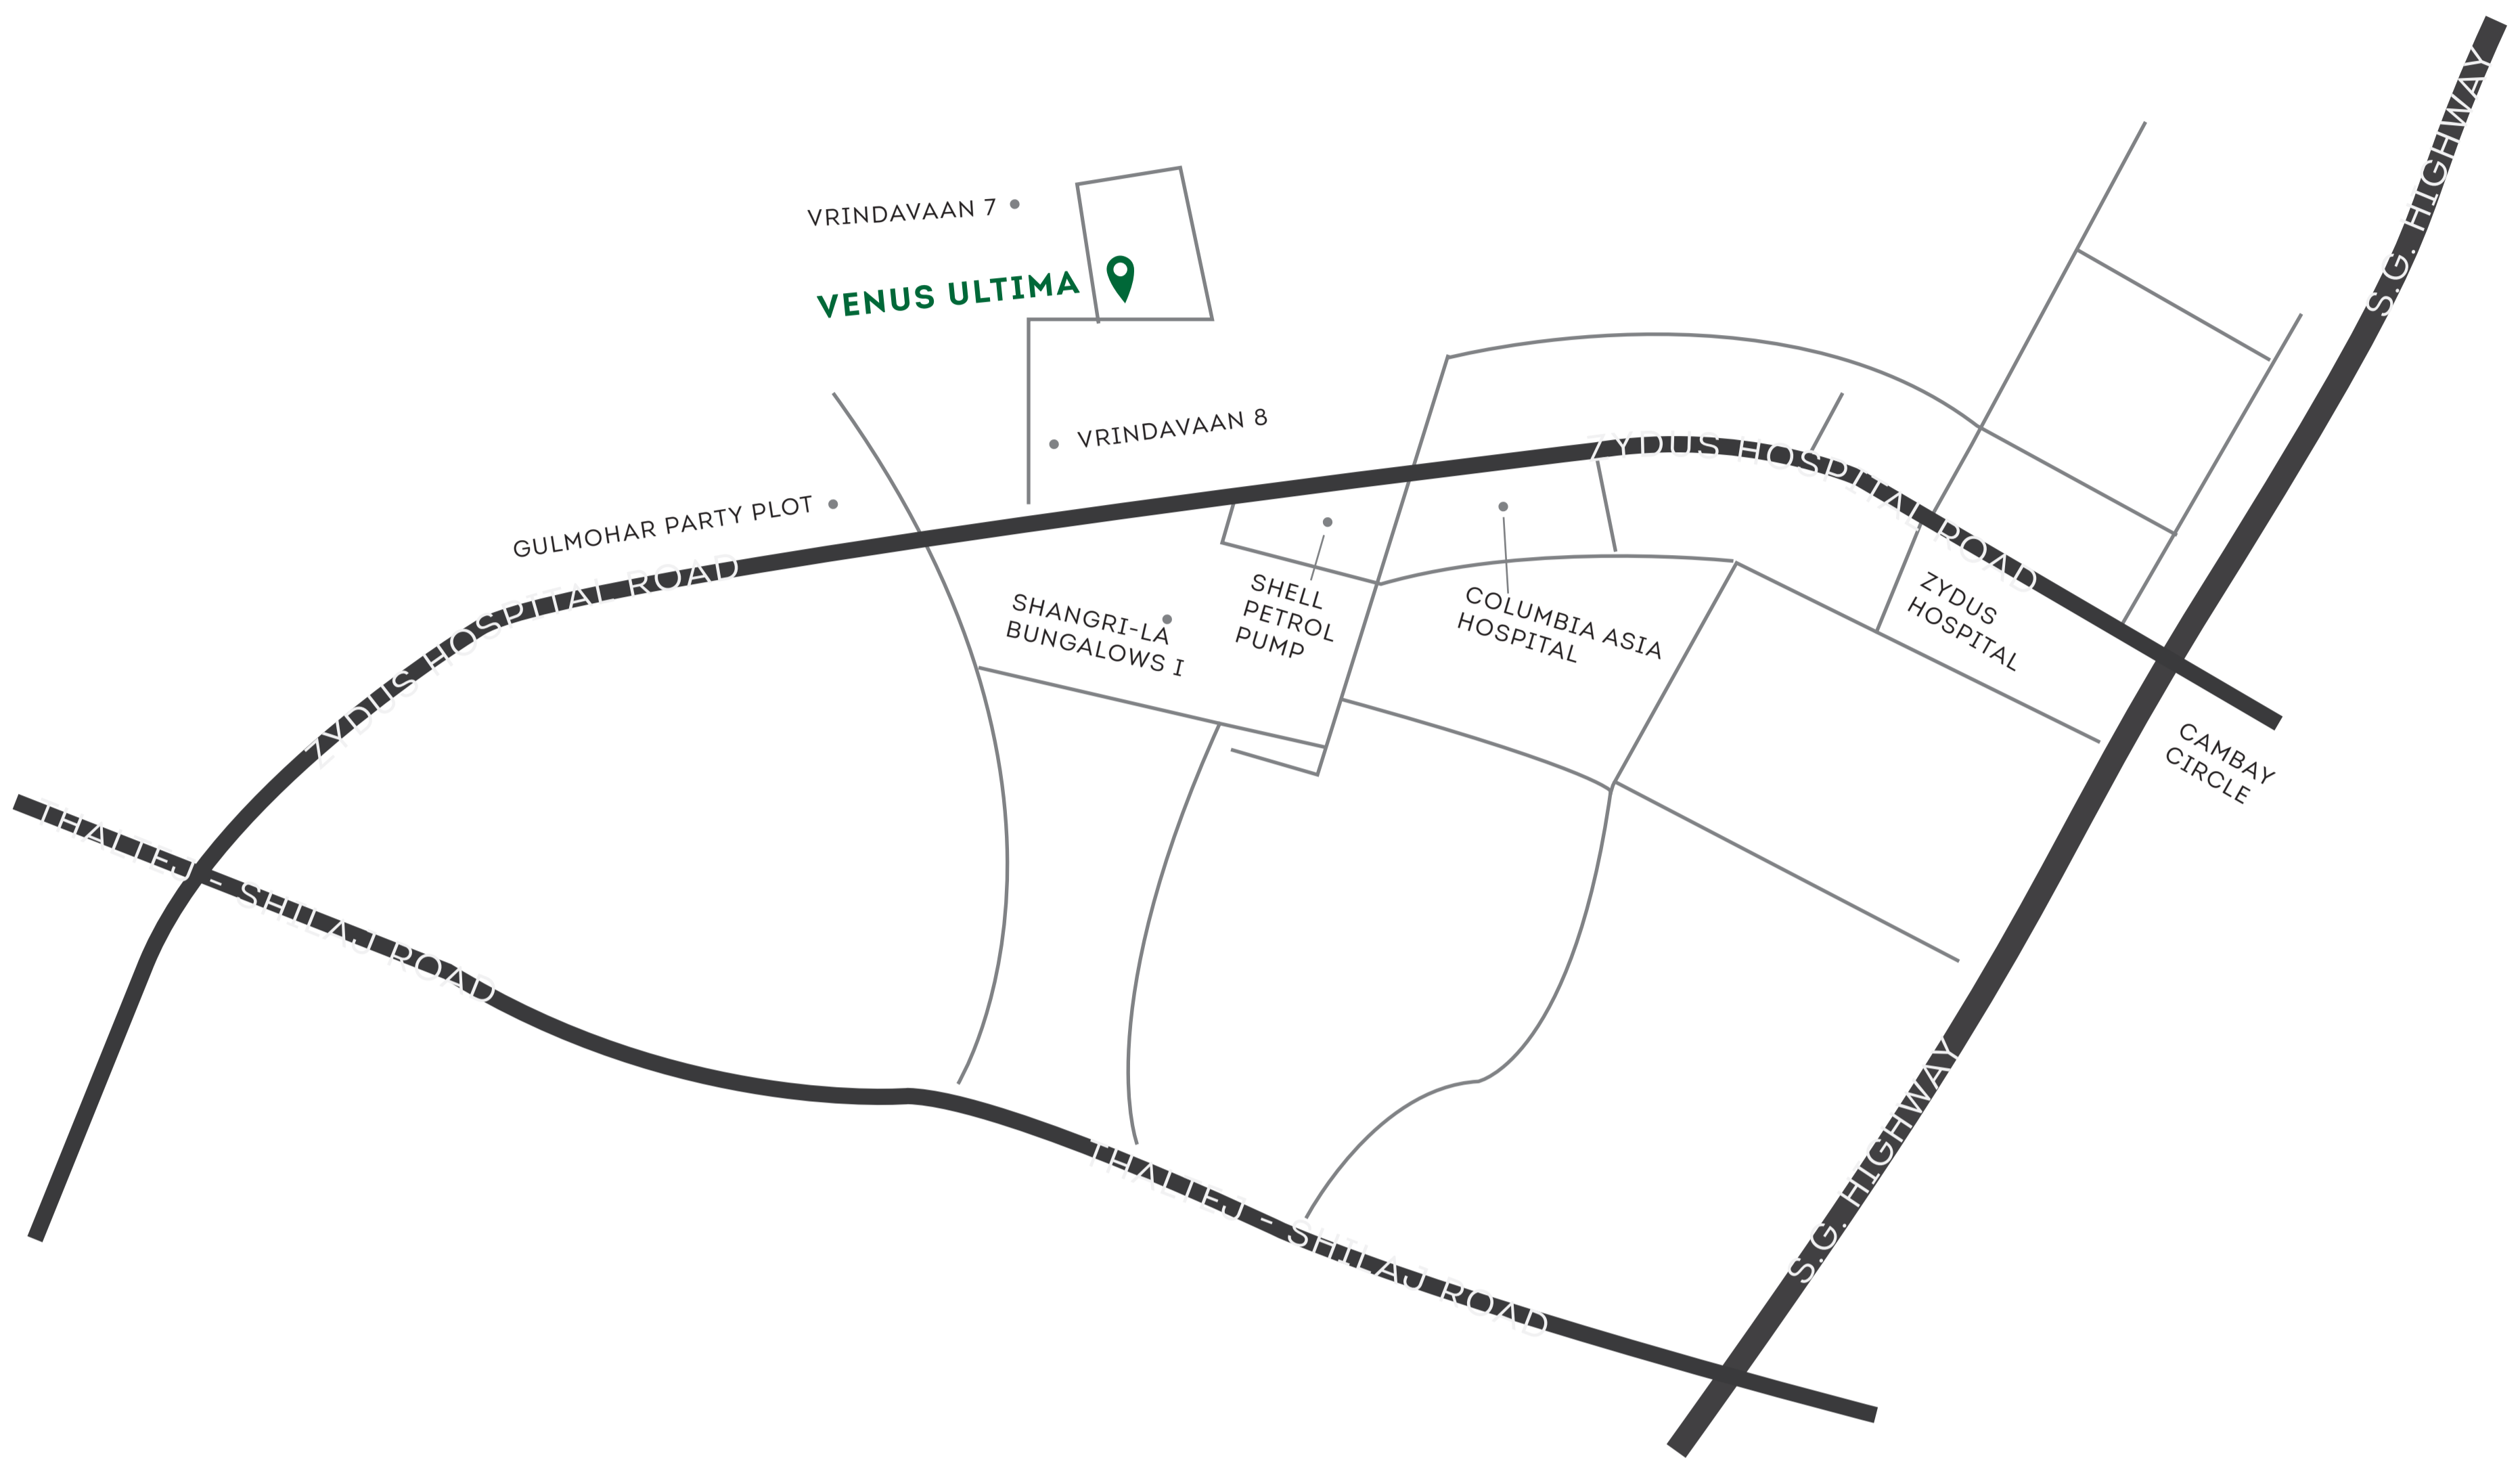 S.G. HIGHWAY
VRINDAVAAN 7
VENUS ULTIMA
VRINDAVAAN 8
ZYDUS HOSPITAL ROAD
GULMOHAR PARTY PLOT
ZYDUS HOSPITAL ROAD
SHANGRI-LA
BUNGALOWS I
SHELL
PETROL
PUMP
COLUMBIA ASIA
HOSPITAL
ZYDUS
HOSPITAL
CAMBAY
CIRCLE
THALTEJ - SHILAJ ROAD
S.G. HIGHWAY
THALTEJ - SHILAJ ROAD